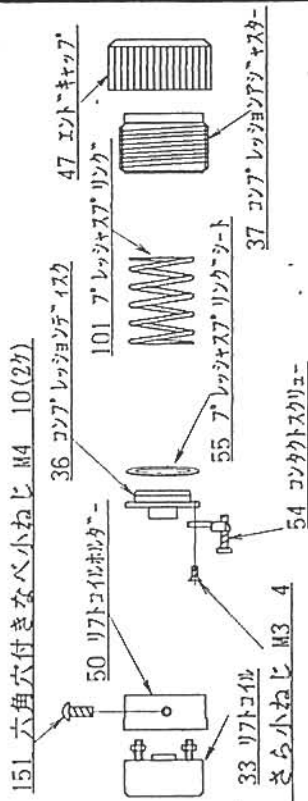 151 六角穴付きなべ小ねじ M4 10(2ケ)
50 リフトコイルホルダー
33 リフトコイル
さら小ねじ M3 4
36 コンプレッションディスク
54 コンタクトスクリュー
55 プレッシャスプリングシート
101 プレッシャスプリング
47 エンドキャップ
37 コンプレッションアジャスター